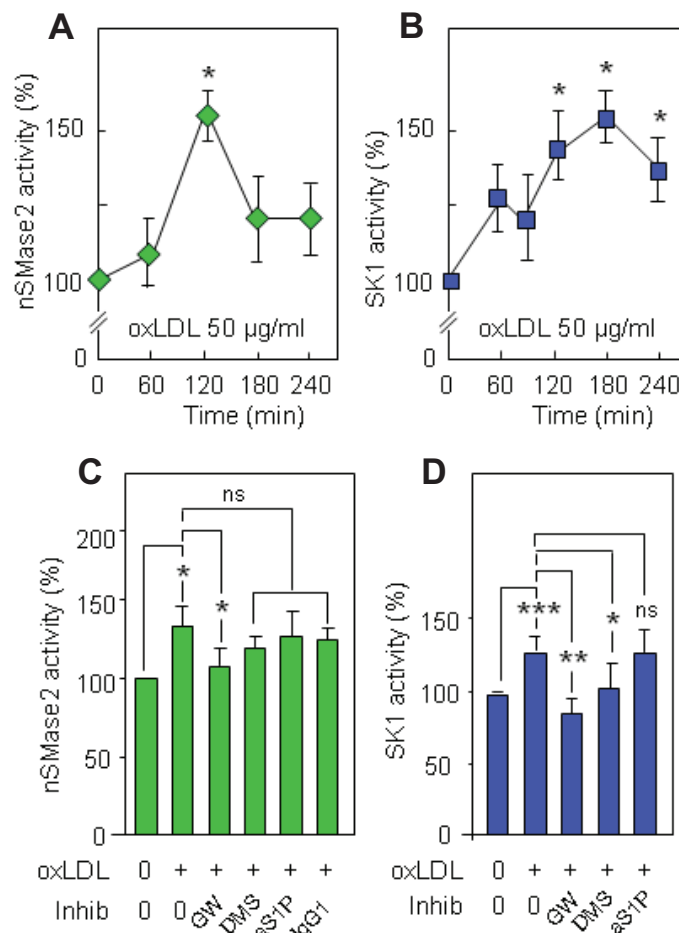 A
nSMase2 activity (%)
*
150
100
0
oxLDL 50 µg/ml
0 60 120 180 240
Time (min)
B
SK1 activity (%)
* * *
150
100
0
oxLDL 50 µg/ml
0 60 120 180 240
Time (min)
C
nSMase2 activity (%)
ns
* *
200
150
100
50
0
oxLDL 0 + + + + +
Inhib 0 0 GW DMS aS1P IgG1
D
SK1 activity (%)
*** ** * ns
150
100
50
0
0 + + + +
0 0 GW DMS aS1P